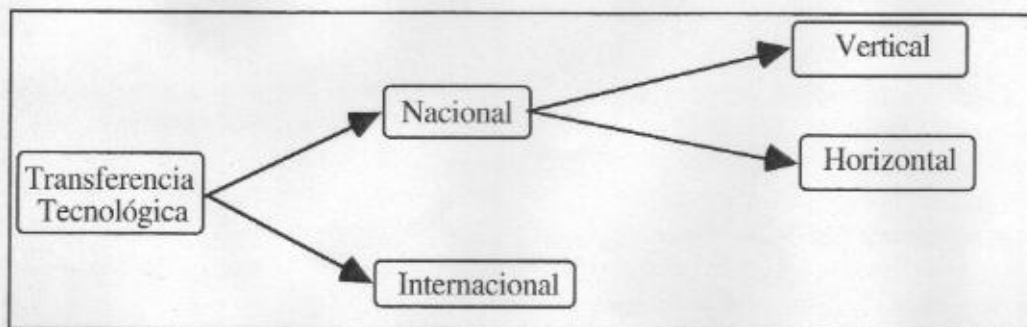 Vertical
Nacional
Horizontal
Transferencia
Tecnológica
Internacional